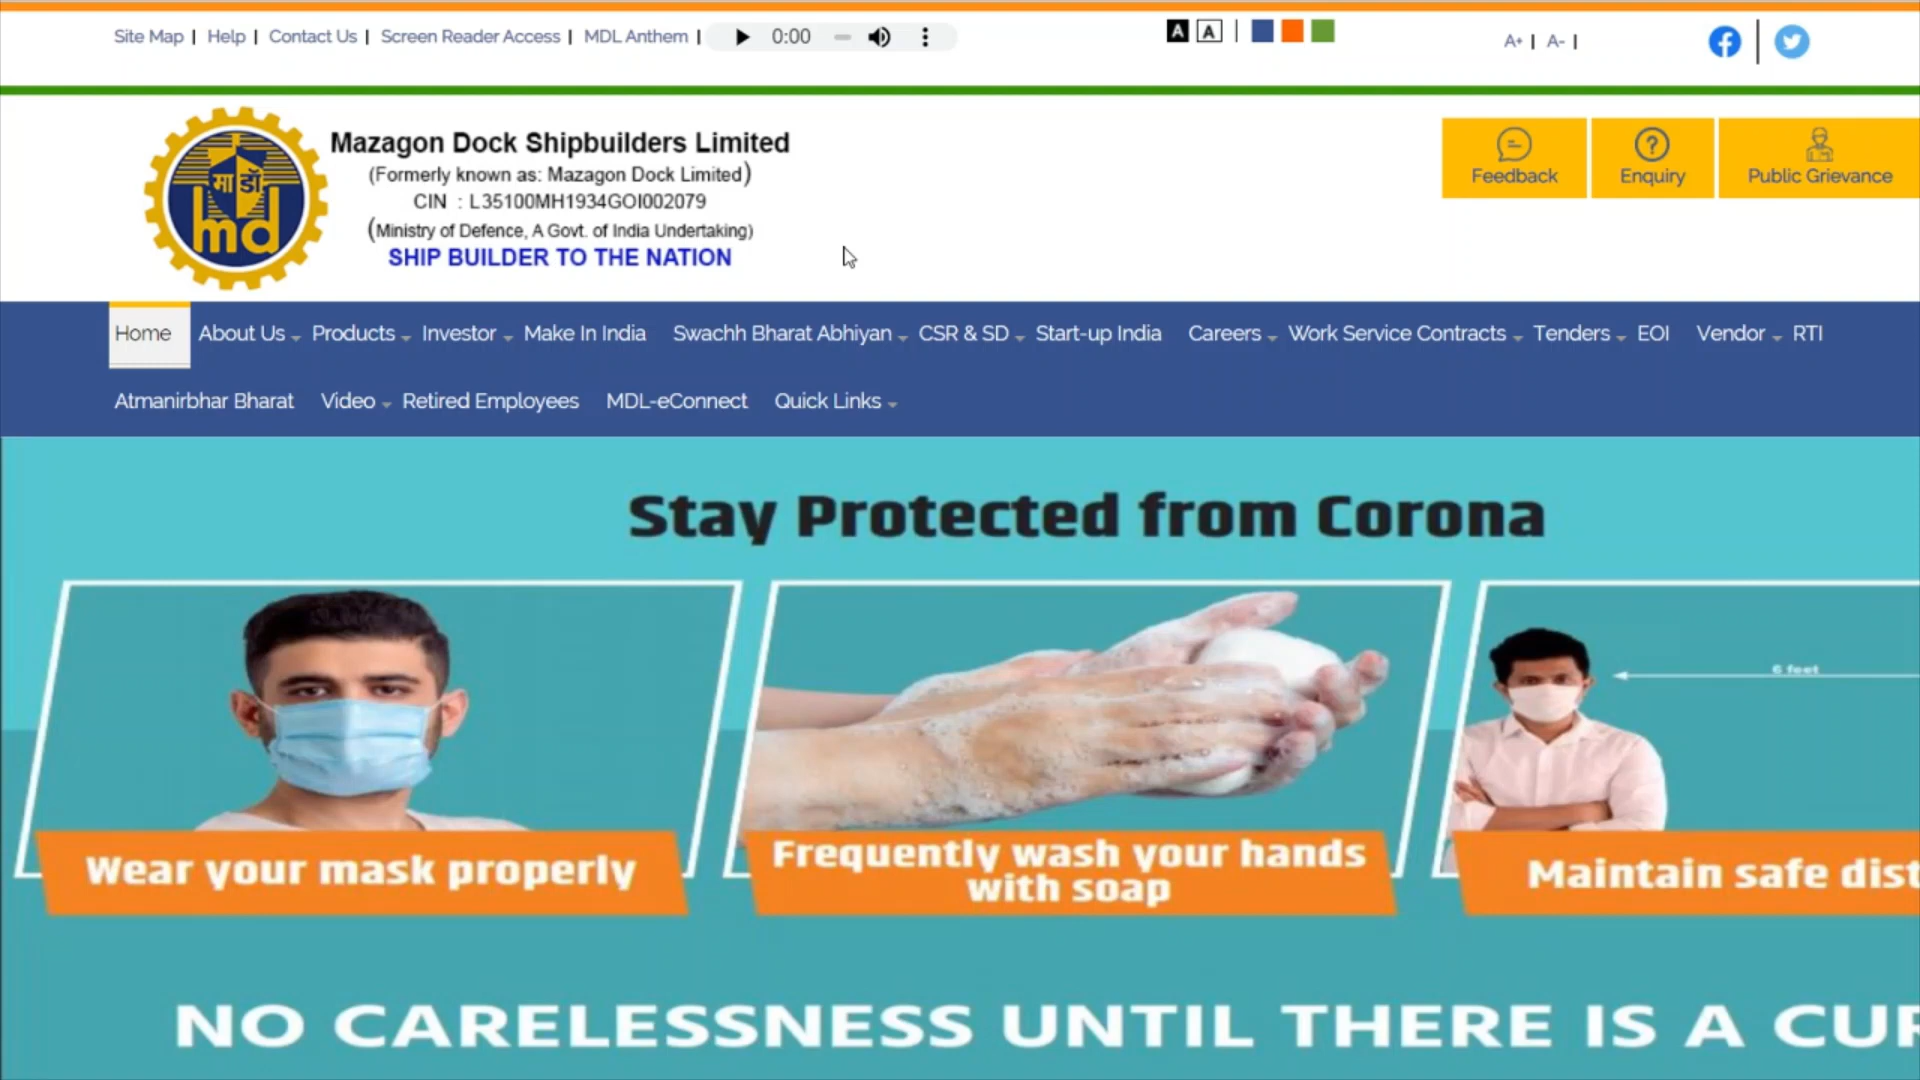 Site Map | Help | Contact Us | Screen Reader Access | MDL Anthem | 0:00
A A | A+ | A- |
मा डॉ
md
Mazagon Dock Shipbuilders Limited
(Formerly known as: Mazagon Dock Limited)
CIN : L35100MH1934GOI002079
(Ministry of Defence, A Govt. of India Undertaking)
SHIP BUILDER TO THE NATION
Feedback
Enquiry
Public Grievance
Home About Us Products Investor Make In India Swachh Bharat Abhiyan CSR & SD Start-up India Careers Work Service Contracts Tenders EOI Vendor RTI
Atmanirbhar Bharat Video Retired Employees MDL-eConnect Quick Links
Stay Protected from Corona
6 feet
Wear your mask properly
Frequently wash your hands
with soap
Maintain safe dist
NO CARELESSNESS UNTIL THERE IS A CUR